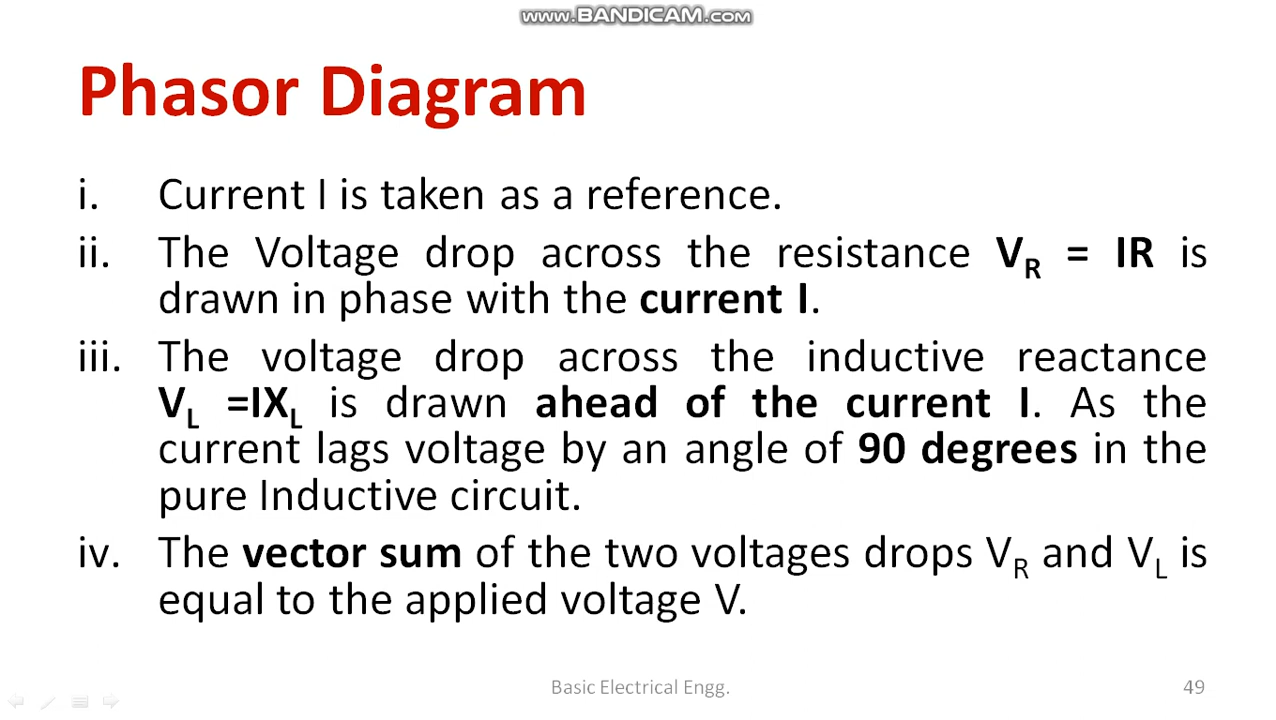 www.BANDICAM.com
Phasor Diagram
i. Current I is taken as a reference.
ii. The Voltage drop across the resistance VR = IR is
drawn in phase with the current I.
iii. The voltage drop across the inductive reactance
VL =IXL is drawn ahead of the current I. As the
current lags voltage by an angle of 90 degrees in the
pure Inductive circuit.
iv. The vector sum of the two voltages drops VR and VL is
equal to the applied voltage V.
Basic Electrical Engg.
49